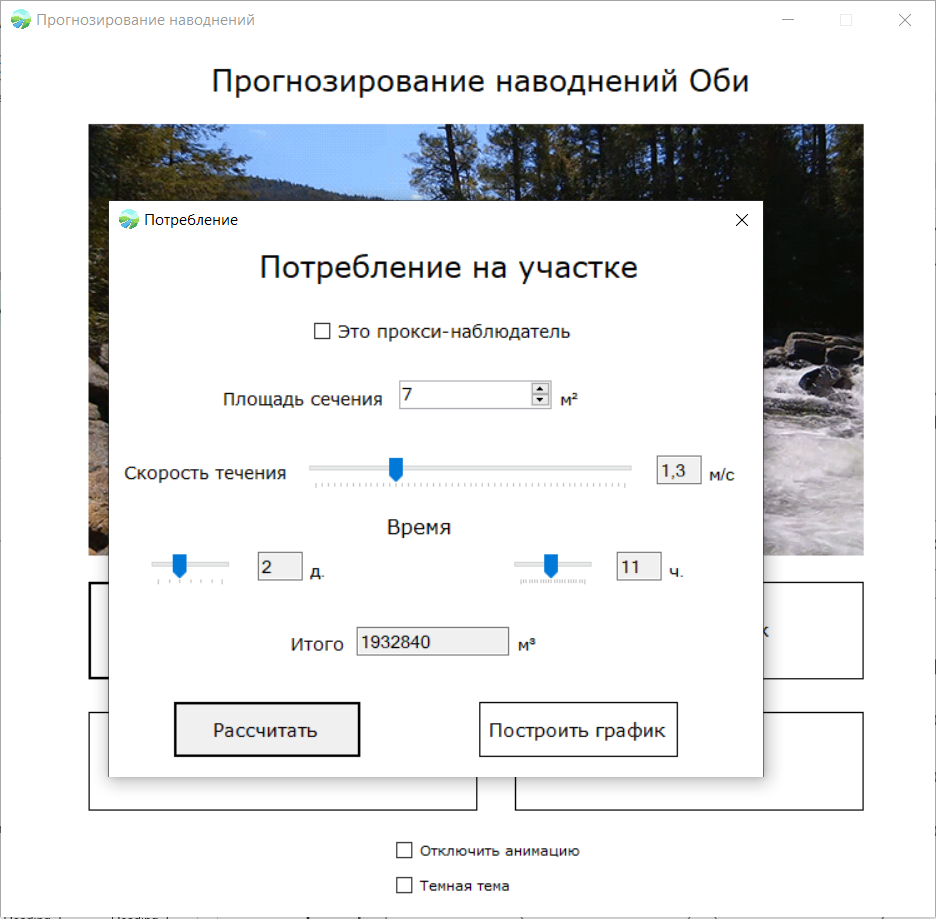 Прогнозирование наводнений
Прогнозирование наводнений Оби
Потребление
Потребление на участке
Это прокси-наблюдатель
Площадь сечения 7 м²
Скорость течения 1,3 м/с
Время
2 д. 11 ч.
Итого 1932840 м³
Рассчитать Построить график
Отключить анимацию
Темная тема